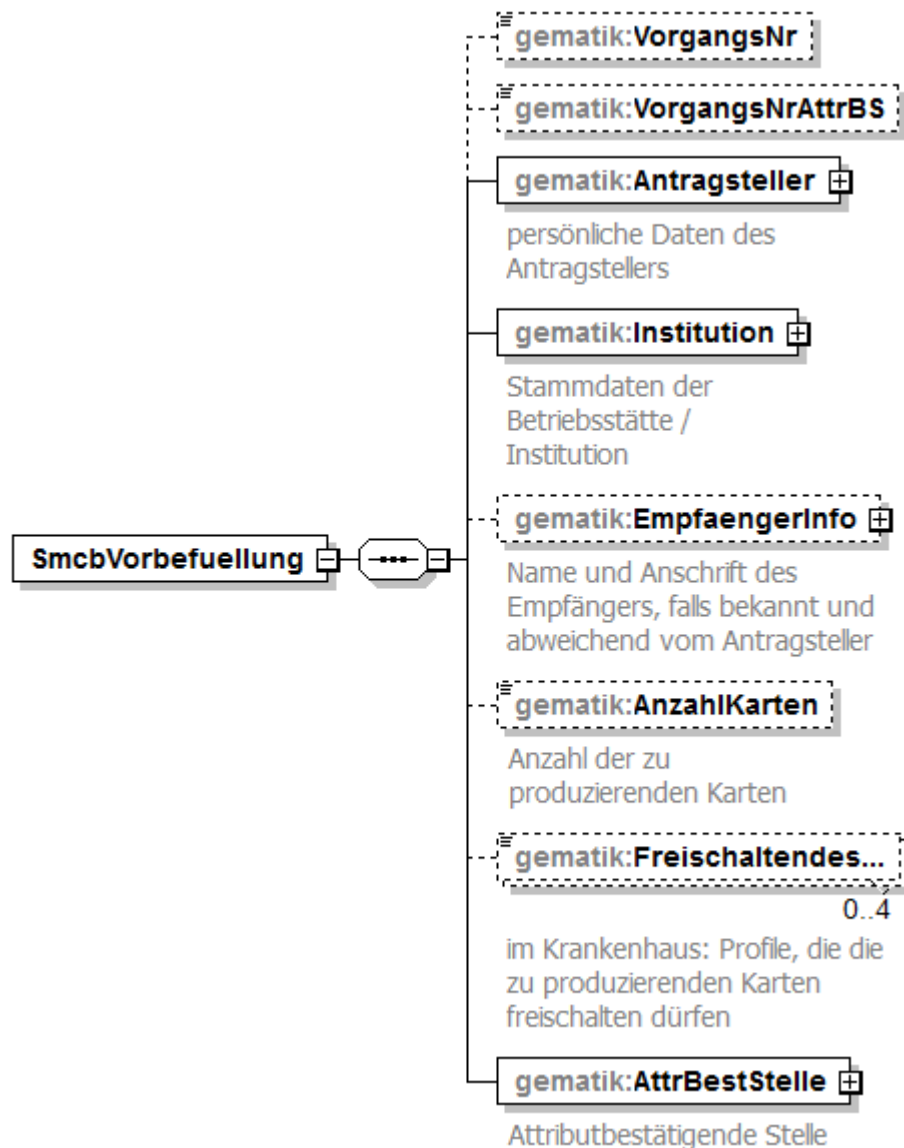 gematik:VorgangsNr
gematik:VorgangsNrAttrBS
gematik:Antragsteller
persönliche Daten des
Antragstellers
gematik:Institution
Stammdaten der
Betriebsstätte /
Institution
SmcbVorbefuellung
gematik:EmpfaengerInfo
Name und Anschrift des
Empfängers, falls bekannt und
abweichend vom Antragsteller
gematik:AnzahlKarten
Anzahl der zu
produzierenden Karten
gematik:Freischaltendes...
0..4
im Krankenhaus: Profile, die die
zu produzierenden Karten
freischalten dürfen
gematik:AttrBestStelle
Attributbestätigende Stelle